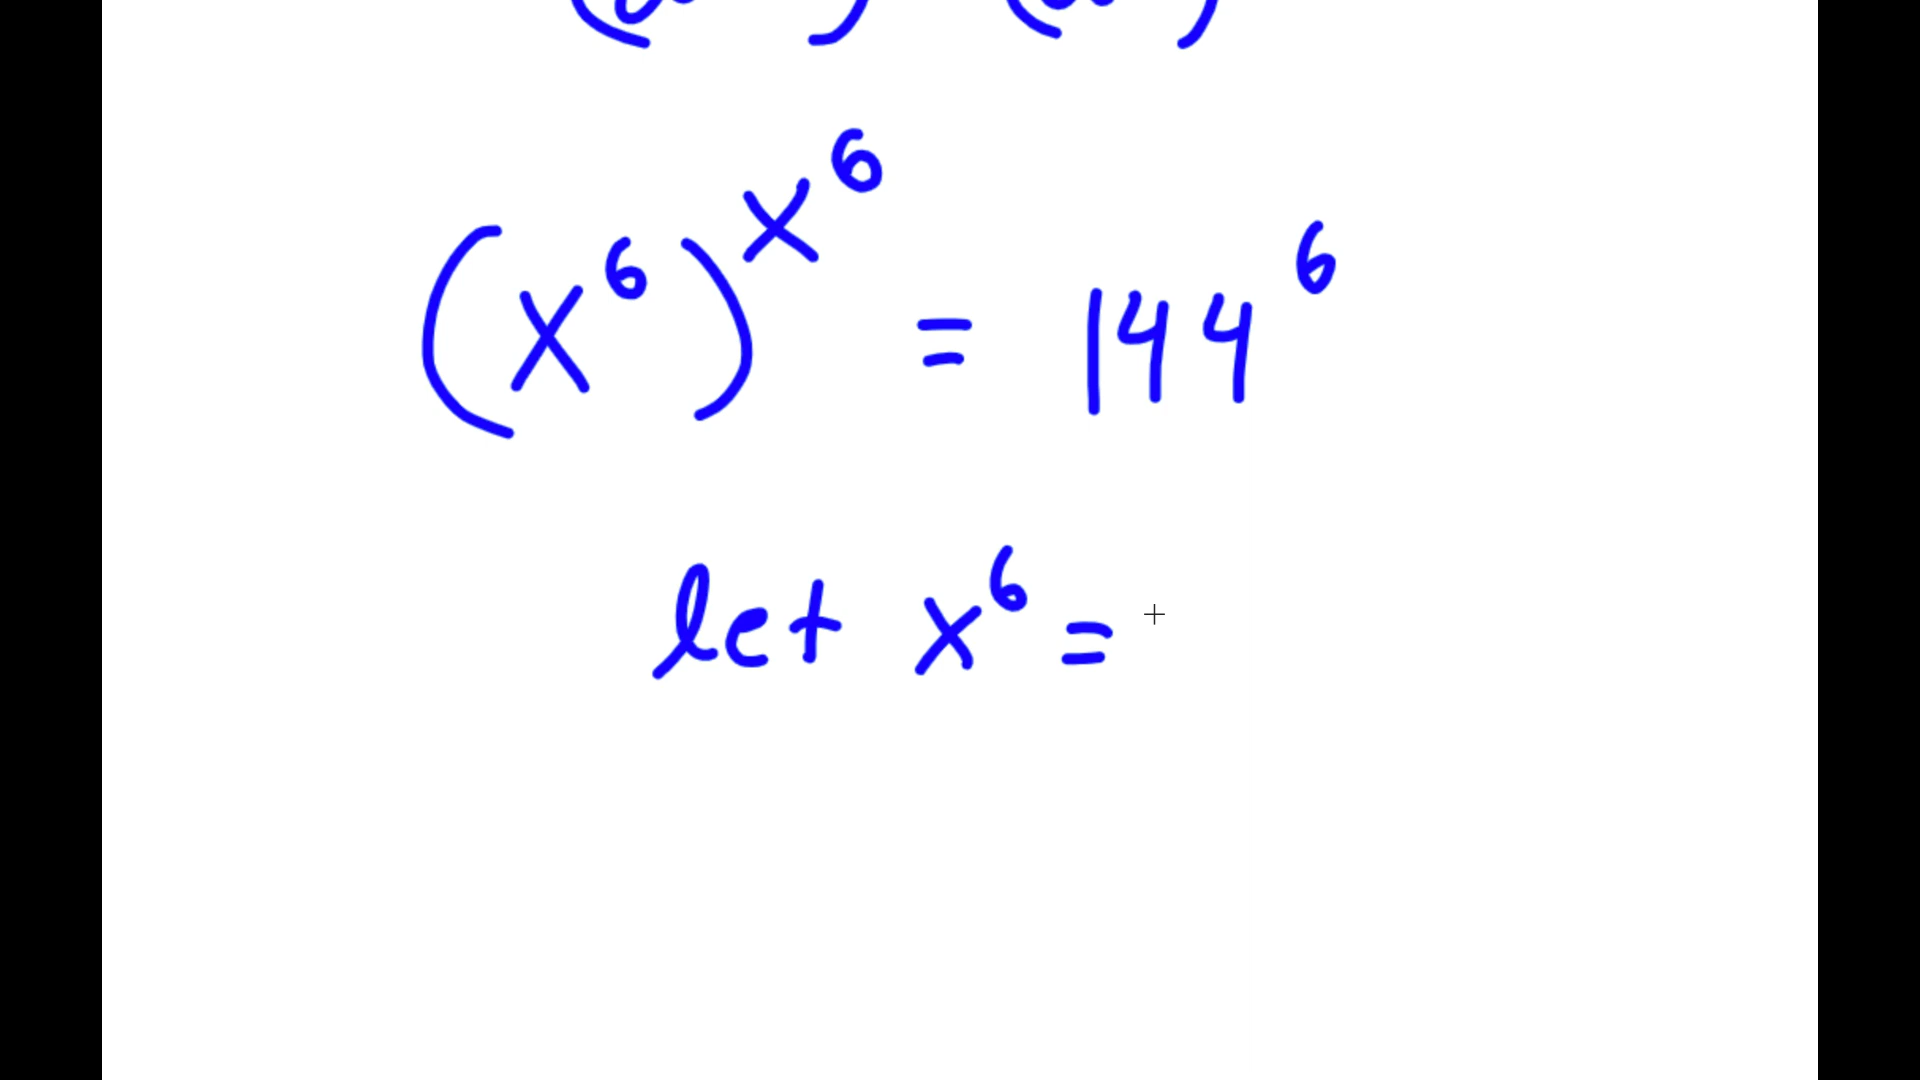 (x⁶)^x⁶ = 144⁶
let x⁶ =